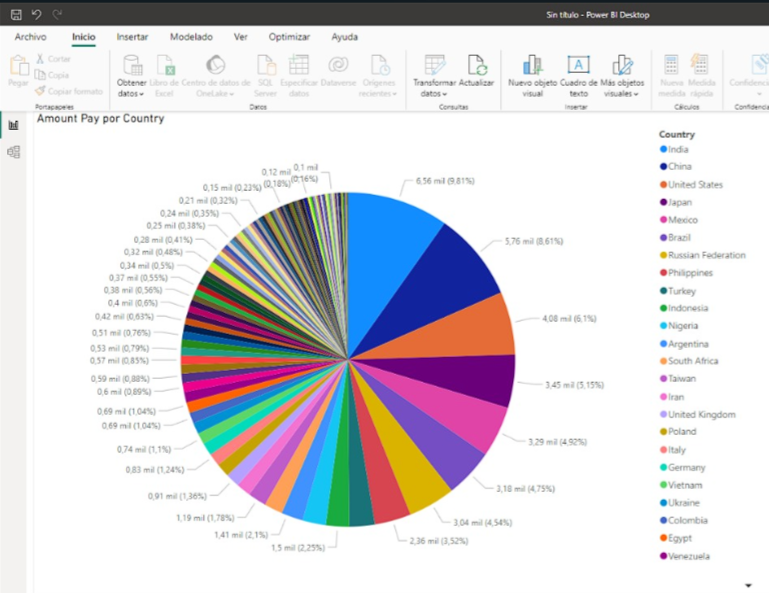 Sin título - Power BI Desktop
Archivo Inicio Insertar Modelado Ver Optimizar Ayuda
Pegar
Cortar
Copia
Copiar formato
Portapapeles
Obtener datos
Libro de Excel
Centro de datos de OneLake
SQL Server
Especificar datos
Dataverse
Orígenes recientes
Datos
Transformar datos
Actualizar
Consultas
Nuevo objeto visual
Cuadro de texto
Más objetos visuales
Insertar
Nueva medida
Medida rápida
Cálculos
Confidencia
Confidencia
Amount Pay por Country
6,56 mil (9,81%)
5,76 mil (8,61%)
4,08 mil (6,1%)
3,45 mil (5,15%)
3,29 mil (4,92%)
3,18 mil (4,75%)
3,04 mil (4,54%)
2,36 mil (3,52%)
1,5 mil (2,25%)
1,41 mil (2,1%)
1,19 mil (1,78%)
0,91 mil (1,36%)
0,83 mil (1,24%)
0,74 mil (1,1%)
0,69 mil (1,04%)
0,69 mil (1,04%)
0,6 mil (0,89%)
0,59 mil (0,88%)
0,57 mil (0,85%)
0,53 mil (0,79%)
0,51 mil (0,76%)
0,42 mil (0,63%)
0,4 mil (0,6%)
0,38 mil (0,56%)
0,37 mil (0,55%)
0,34 mil (0,5%)
0,32 mil (0,48%)
0,28 mil (0,41%)
0,25 mil (0,38%)
0,24 mil (0,35%)
0,21 mil (0,32%)
0,15 mil (0,23%)
0,12 mil (0,18%)
0,1 mil (0,16%)
Country
India
China
United States
Japan
Mexico
Brazil
Russian Federation
Philippines
Turkey
Indonesia
Nigeria
Argentina
South Africa
Taiwan
Iran
United Kingdom
Poland
Italy
Germany
Vietnam
Ukraine
Colombia
Egypt
Venezuela